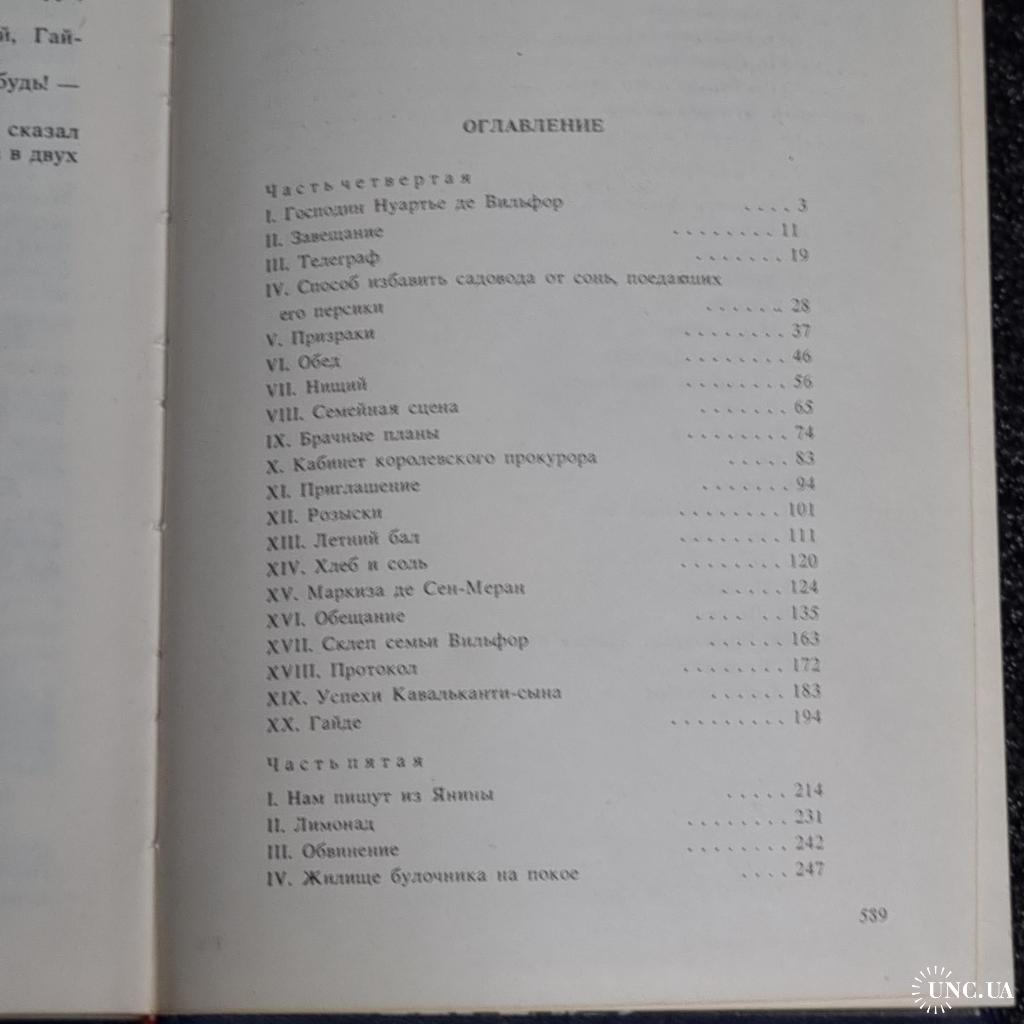 й, Гай-
будь! —
сказал
в двух
ОГЛАВЛЕНИЕ
Часть четвертая
I. Господин Нуартье де Вильфор .... 3
II. Завещание ........ 11
III. Телеграф ....... 19
IV. Способ избавить садовода от сонь, поедающих
его персики ...... 28
V. Призраки ........ 37
VI. Обед ........ 46
VII. Нищий ........ 56
VIII. Семейная сцена ....... 65
IX. Брачные планы ........ 74
X. Кабинет королевского прокурора ..... 83
XI. Приглашение ....... 94
XII. Розыски ........ 101
XIII. Летний бал ........ 111
XIV. Хлеб и соль ........ 120
XV. Маркиза де Сен-Меран ..... 124
XVI. Обещание .... .. 135
XVII. Склеп семьи Вильфор ...... 163
XVIII. Протокол ........ 172
XIX. Успехи Кавальканти-сына ...... 183
XX. Гайде ......... 194
Часть пятая
I. Нам пишут из Янины ..... 214
II. Лимонад ........ 231
III. Обвинение ........ 242
IV. Жилище булочника на покое .... 247
589
UNC.UA